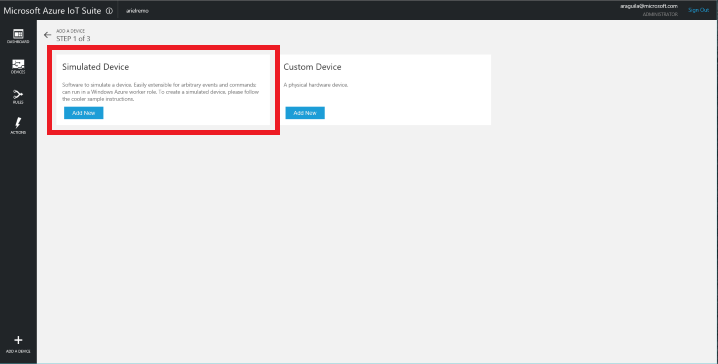 Microsoft Azure IoT Suite
arielremo
araguila@microsoft.com
ADMINISTRATOR
Sign Out
DASHBOARD
DEVICES
RULES
ACTIONS
ADD A DEVICE
STEP 1 of 3
Simulated Device
Software to simulate a device. Easily extensible for arbitrary events and commands
can run in a Windows Azure worker role. To create a simulated device, please follow
the cooler sample instructions.
Add New
Custom Device
A physical hardware device.
Add New
ADD A DEVICE